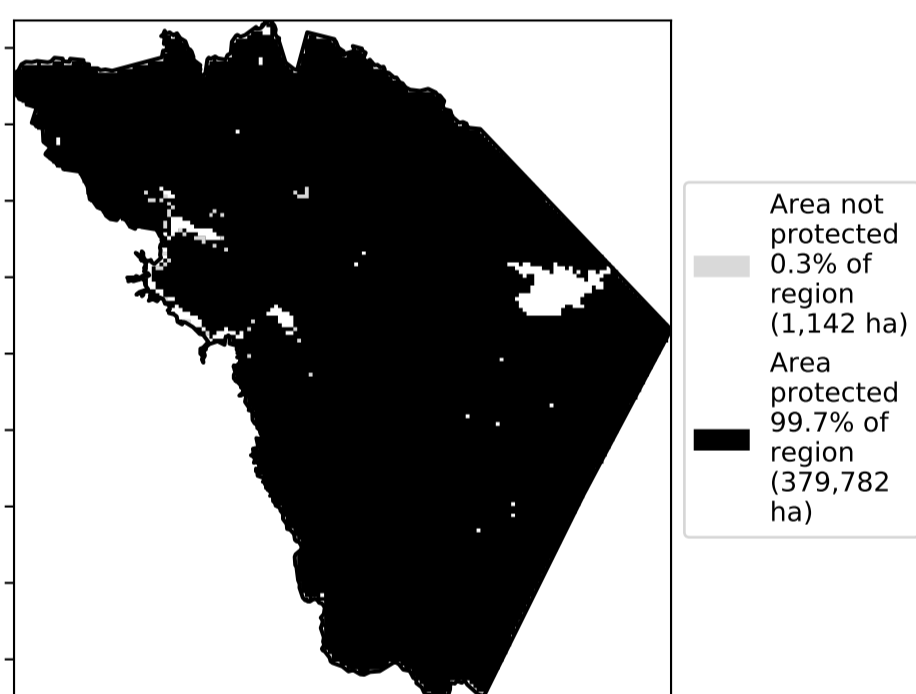 Area not
protected
0.3% of
region
(1,142 ha)
Area
protected
99.7% of
region
(379,782
ha)